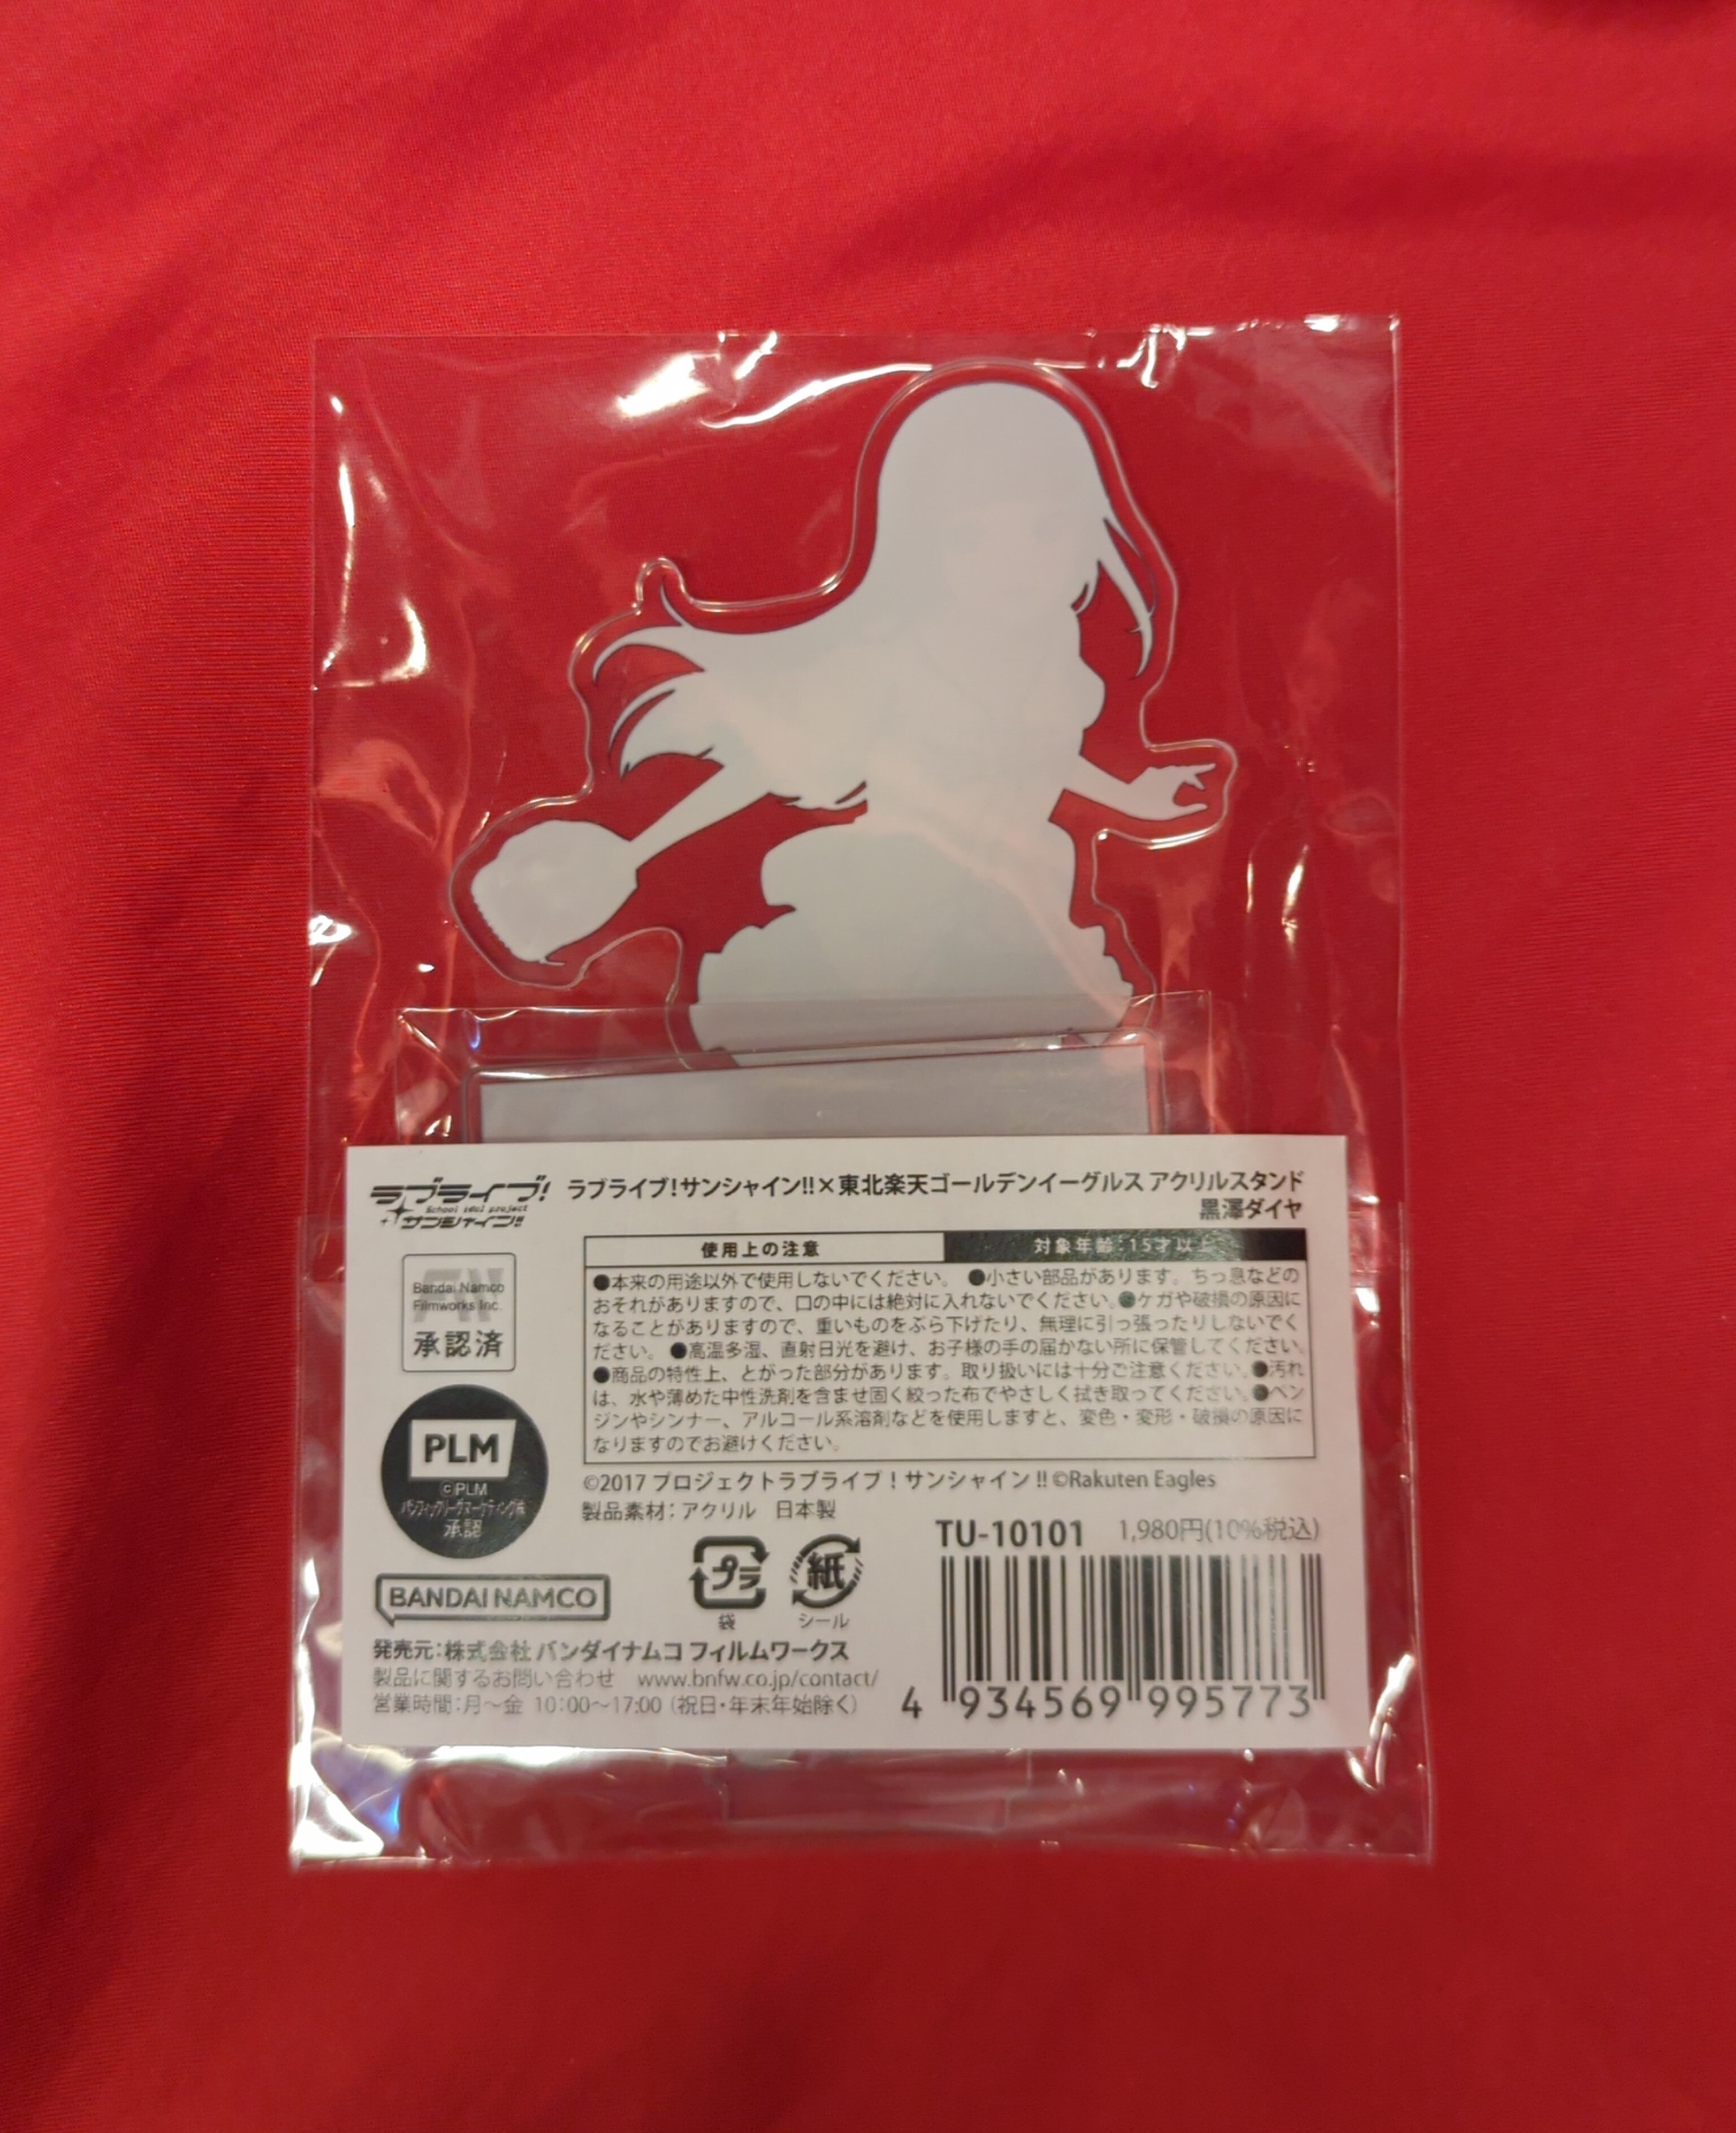 ラブライブ!
School idol project
サンシャイン!!
ラブライブ!サンシャイン!!×東北楽天ゴールデンイーグルス アクリルスタンド
黒澤ダイヤ
使用上の注意
対象年齢:15才以上
●本来の用途以外で使用しないでください。 ●小さい部品があります。ちっ息などの
おそれがありますので、口の中には絶対に入れないでください。●ケガや破損の原因に
なることがありますので、重いものをぶら下げたり、無理に引っ張ったりしないでく
ださい。 ●高温多湿、直射日光を避け、お子様の手の届かない所に保管してください。
●商品の特性上、とがった部分があります。取り扱いには十分ご注意ください。●汚れ
は、水や薄めた中性洗剤を含ませ固く絞った布でやさしく拭き取ってください。●ベン
ジンやシンナー、アルコール系溶剤などを使用しますと、変色・変形・破損の原因に
なりますのでお避けください。
Bandai Namco
Filmworks Inc.
承認済
PLM
©PLM
パシフィックリーグマーケティング㈱
承認
©2017 プロジェクトラブライブ!サンシャイン!! ©Rakuten Eagles
製品素材:アクリル 日本製
TU-10101 1,980円(10%税込)
プラ
袋
紙
シール
BANDAI NAMCO
発売元:株式会社 バンダイナムコ フィルムワークス
製品に関するお問い合わせ www.bnfw.co.jp/contact/
営業時間:月～金 10:00～17:00 (祝日・年末年始除く)
4 934569 995773